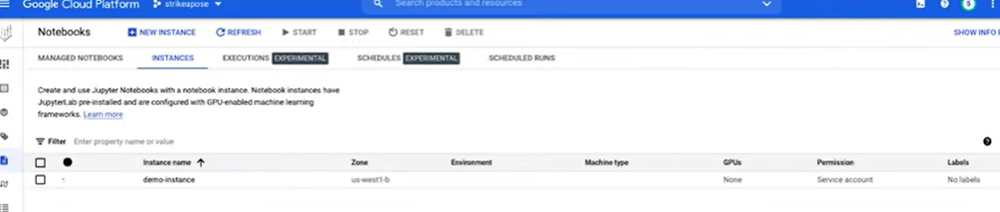 Google Cloud Platform strikeapose Search products and resources S
Notebooks NEW INSTANCE REFRESH START STOP RESET DELETE SHOW INFO
MANAGED NOTEBOOKS INSTANCES EXECUTIONS EXPERIMENTAL SCHEDULES EXPERIMENTAL SCHEDULED RUNS
Create and use Jupyter Notebooks with a notebook instance. Notebook instances have
JupyterLab pre-installed and are configured with GPU-enabled machine learning
frameworks. Learn more
Filter Enter property name or value
Instance name Zone Environment Machine type GPUs Permission Labels
demo-instance us-west1-b None Service account No labels